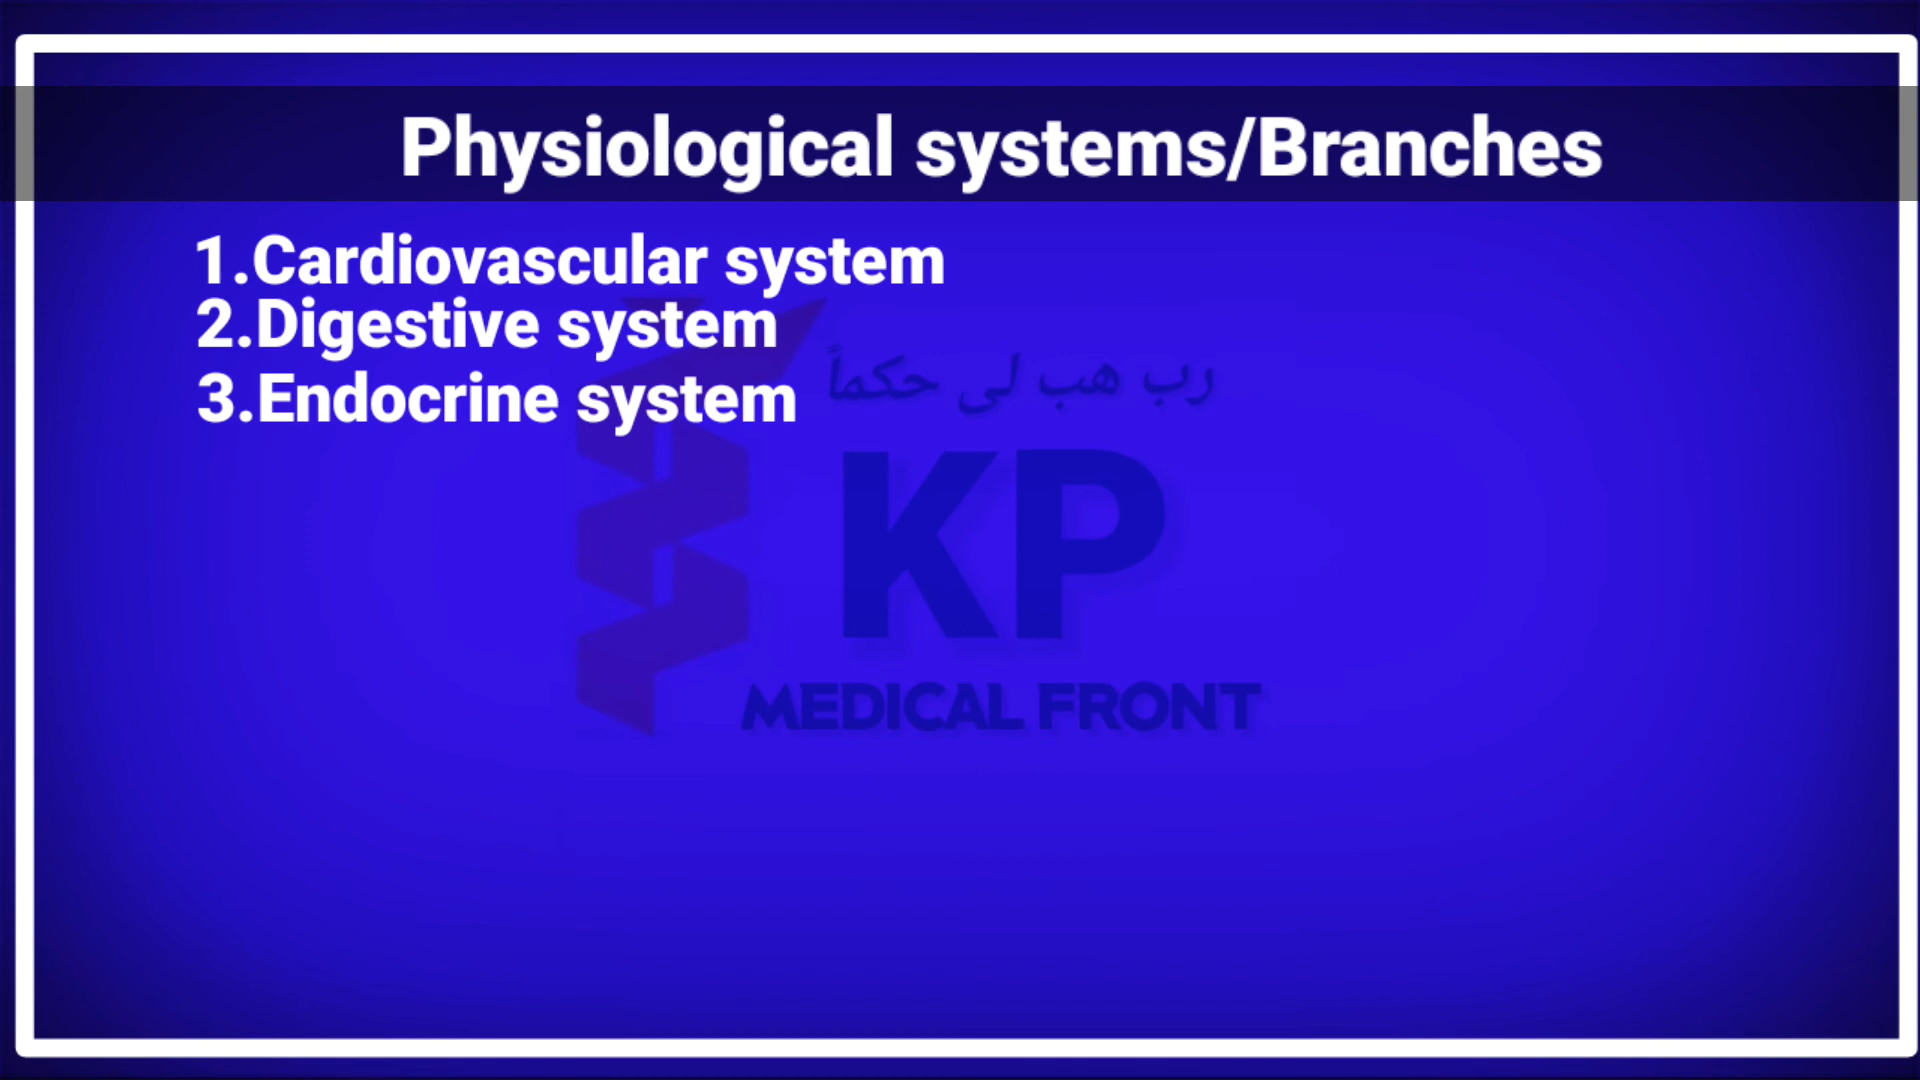 Physiological systems/Branches
1.Cardiovascular system
2.Digestive system
3.Endocrine system
رب هب لی حکماً
KP
MEDICAL FRONT